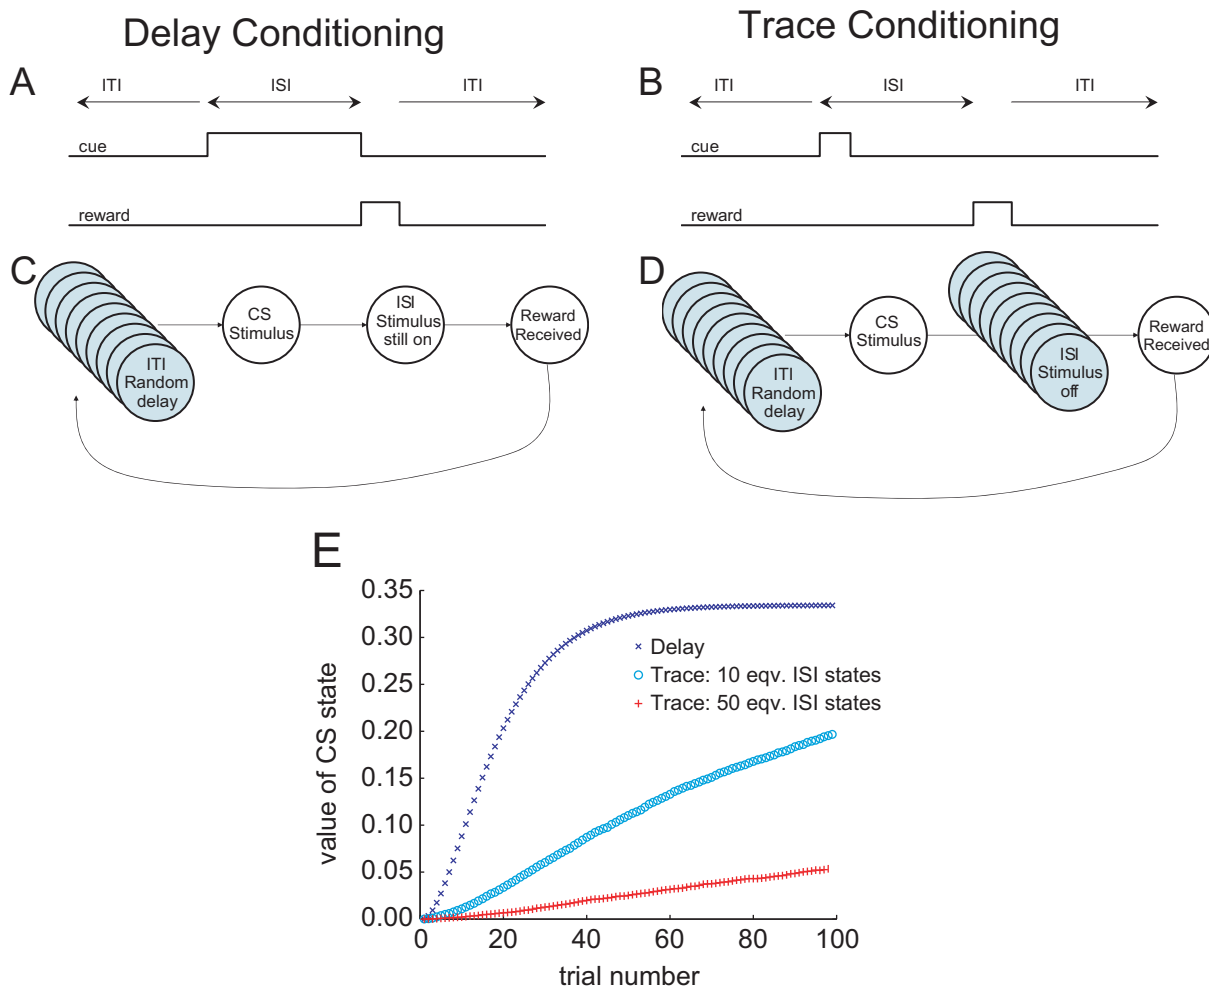 Delay Conditioning
Trace Conditioning
A
ITI
ISI
ITI
cue
reward
B
ITI
ISI
ITI
cue
reward
C
ITI
Random
delay
CS
Stimulus
ISI
Stimulus
still on
Reward
Received
D
ITI
Random
delay
CS
Stimulus
ISI
Stimulus
off
Reward
Received
E
value of CS state
0.35
0.30
0.25
0.20
0.15
0.10
0.05
0.00
Delay
Trace: 10 eqv. ISI states
Trace: 50 eqv. ISI states
0 20 40 60 80 100
trial number